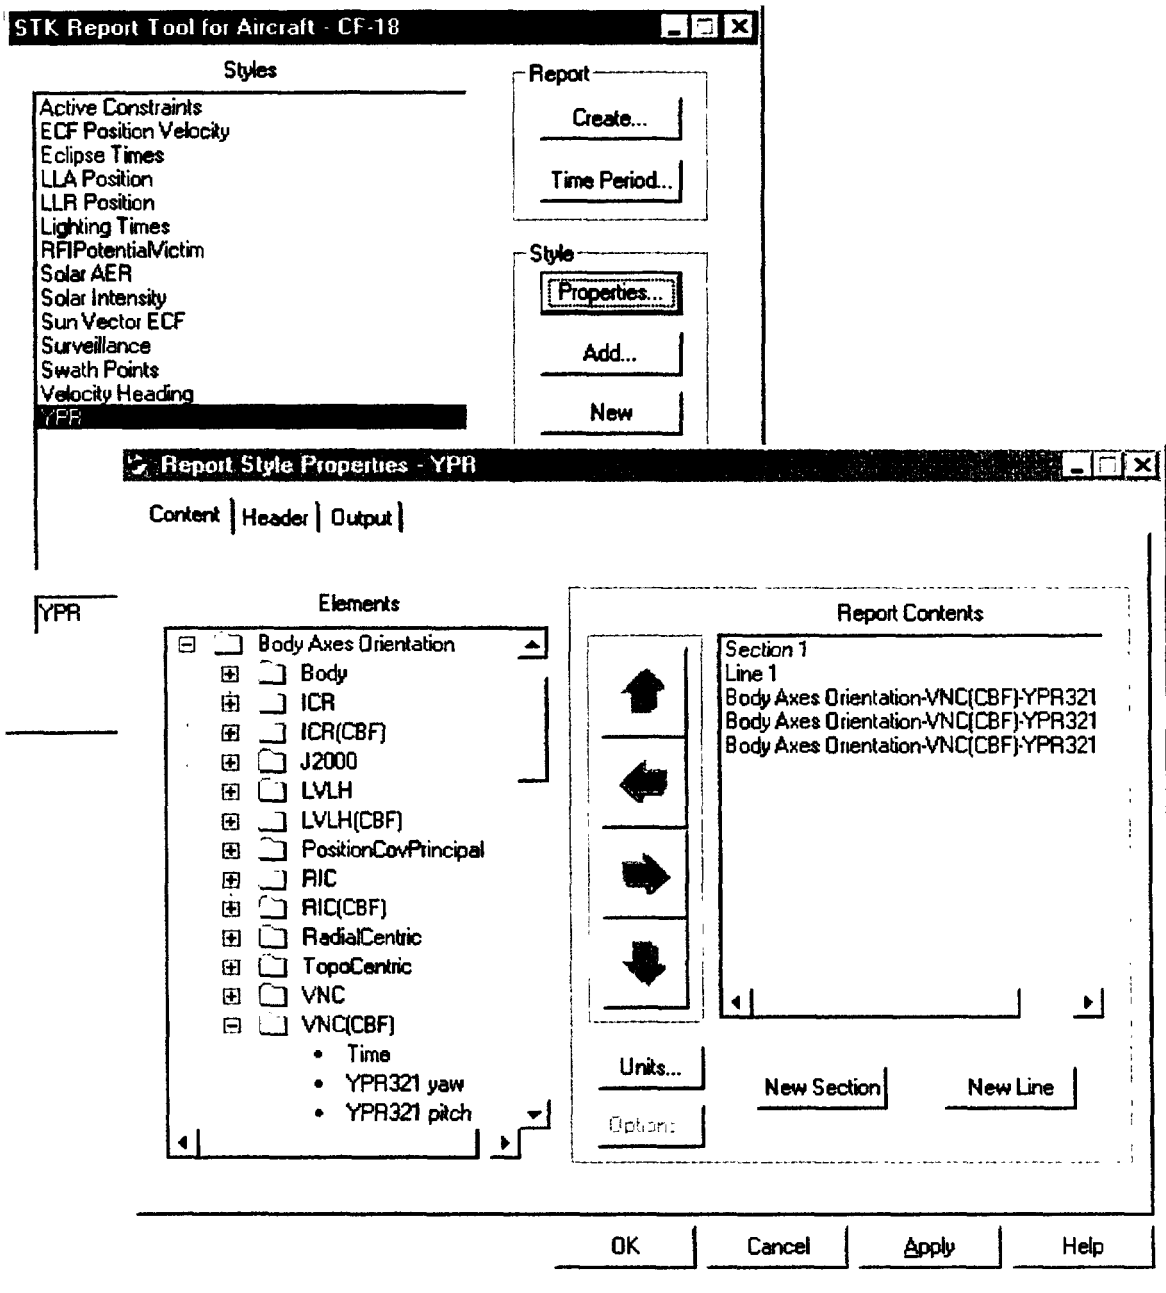 STK Report Tool for Aircraft - CF-18
Styles
Active Constraints
ECF Position Velocity
Eclipse Times
LLA Position
LLR Position
Lighting Times
RFIPotentialVictim
Solar AER
Solar Intensity
Sun Vector ECF
Surveillance
Swath Points
Velocity Heading
YPR
Report
Create...
Time Period...
Style
Properties...
Add...
New
YPR
Report Style Properties - YPR
Content Header Output
Elements
Body Axes Orientation
Body
ICR
ICR(CBF)
J2000
LVLH
LVLH(CBF)
PositionCovPrincipal
RIC
RIC(CBF)
RadialCentric
TopoCentric
VNC
VNC(CBF)
Time
YPR321 yaw
YPR321 pitch
Report Contents
Section 1
Line 1
Body Axes Orientation-VNC(CBF)-YPR321
Body Axes Orientation-VNC(CBF)-YPR321
Body Axes Orientation-VNC(CBF)-YPR321
Units...
Options
New Section
New Line
OK Cancel Apply Help